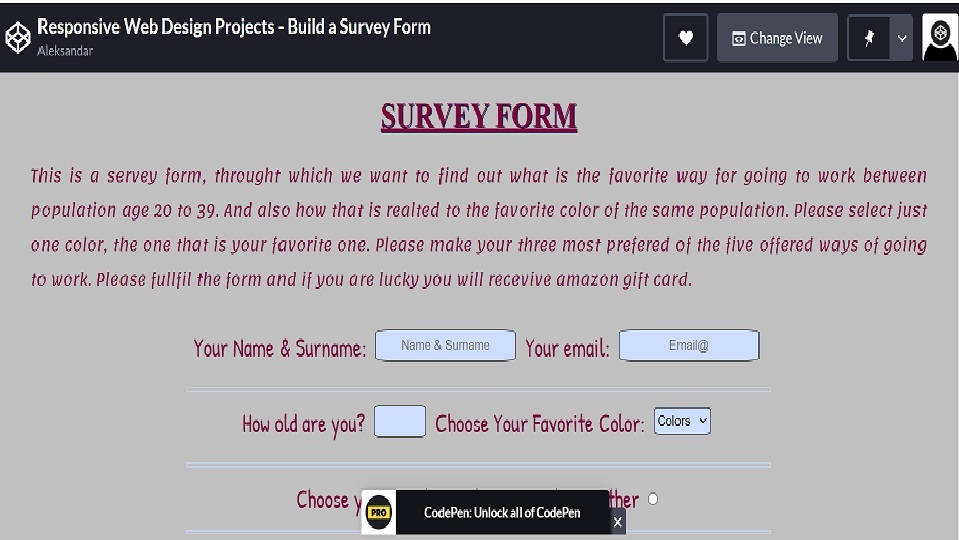 Responsive Web Design Projects - Build a Survey Form
Aleksandar
Change View
SURVEY FORM
This is a servey form, throught which we want to find out what is the favorite way for going to work between
population age 20 to 39. And also how that is realted to the favorite color of the same population. Please select just
one color, the one that is your favorite one. Please make your three most prefered of the five offered ways of going
to work. Please fullfil the form and if you are lucky you will recevive amazon gift card.
Your Name & Surname: Name & Surname Your email: Email@
How old are you? Choose Your Favorite Color: Colors
Choose
PRO CodePen: Unlock all of CodePen X